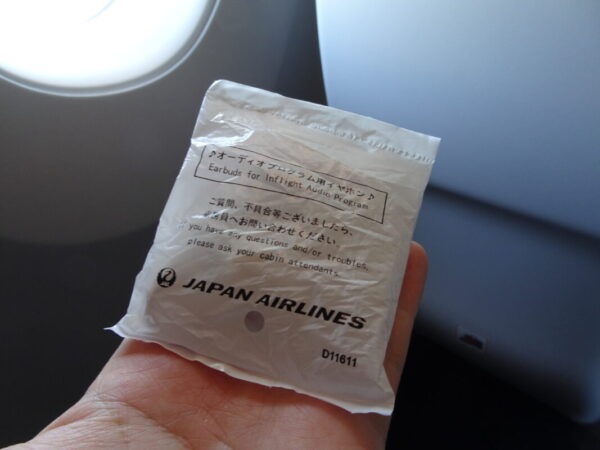 ♪オーディオプログラム用イヤホン♪
Earbuds for Inflight Audio Program
ご質問、不具合等ございましたら、
乗務員へお問い合わせください。
If you have any questions and/or troubles,
please ask your cabin attendants.
JAPAN AIRLINES
D11611